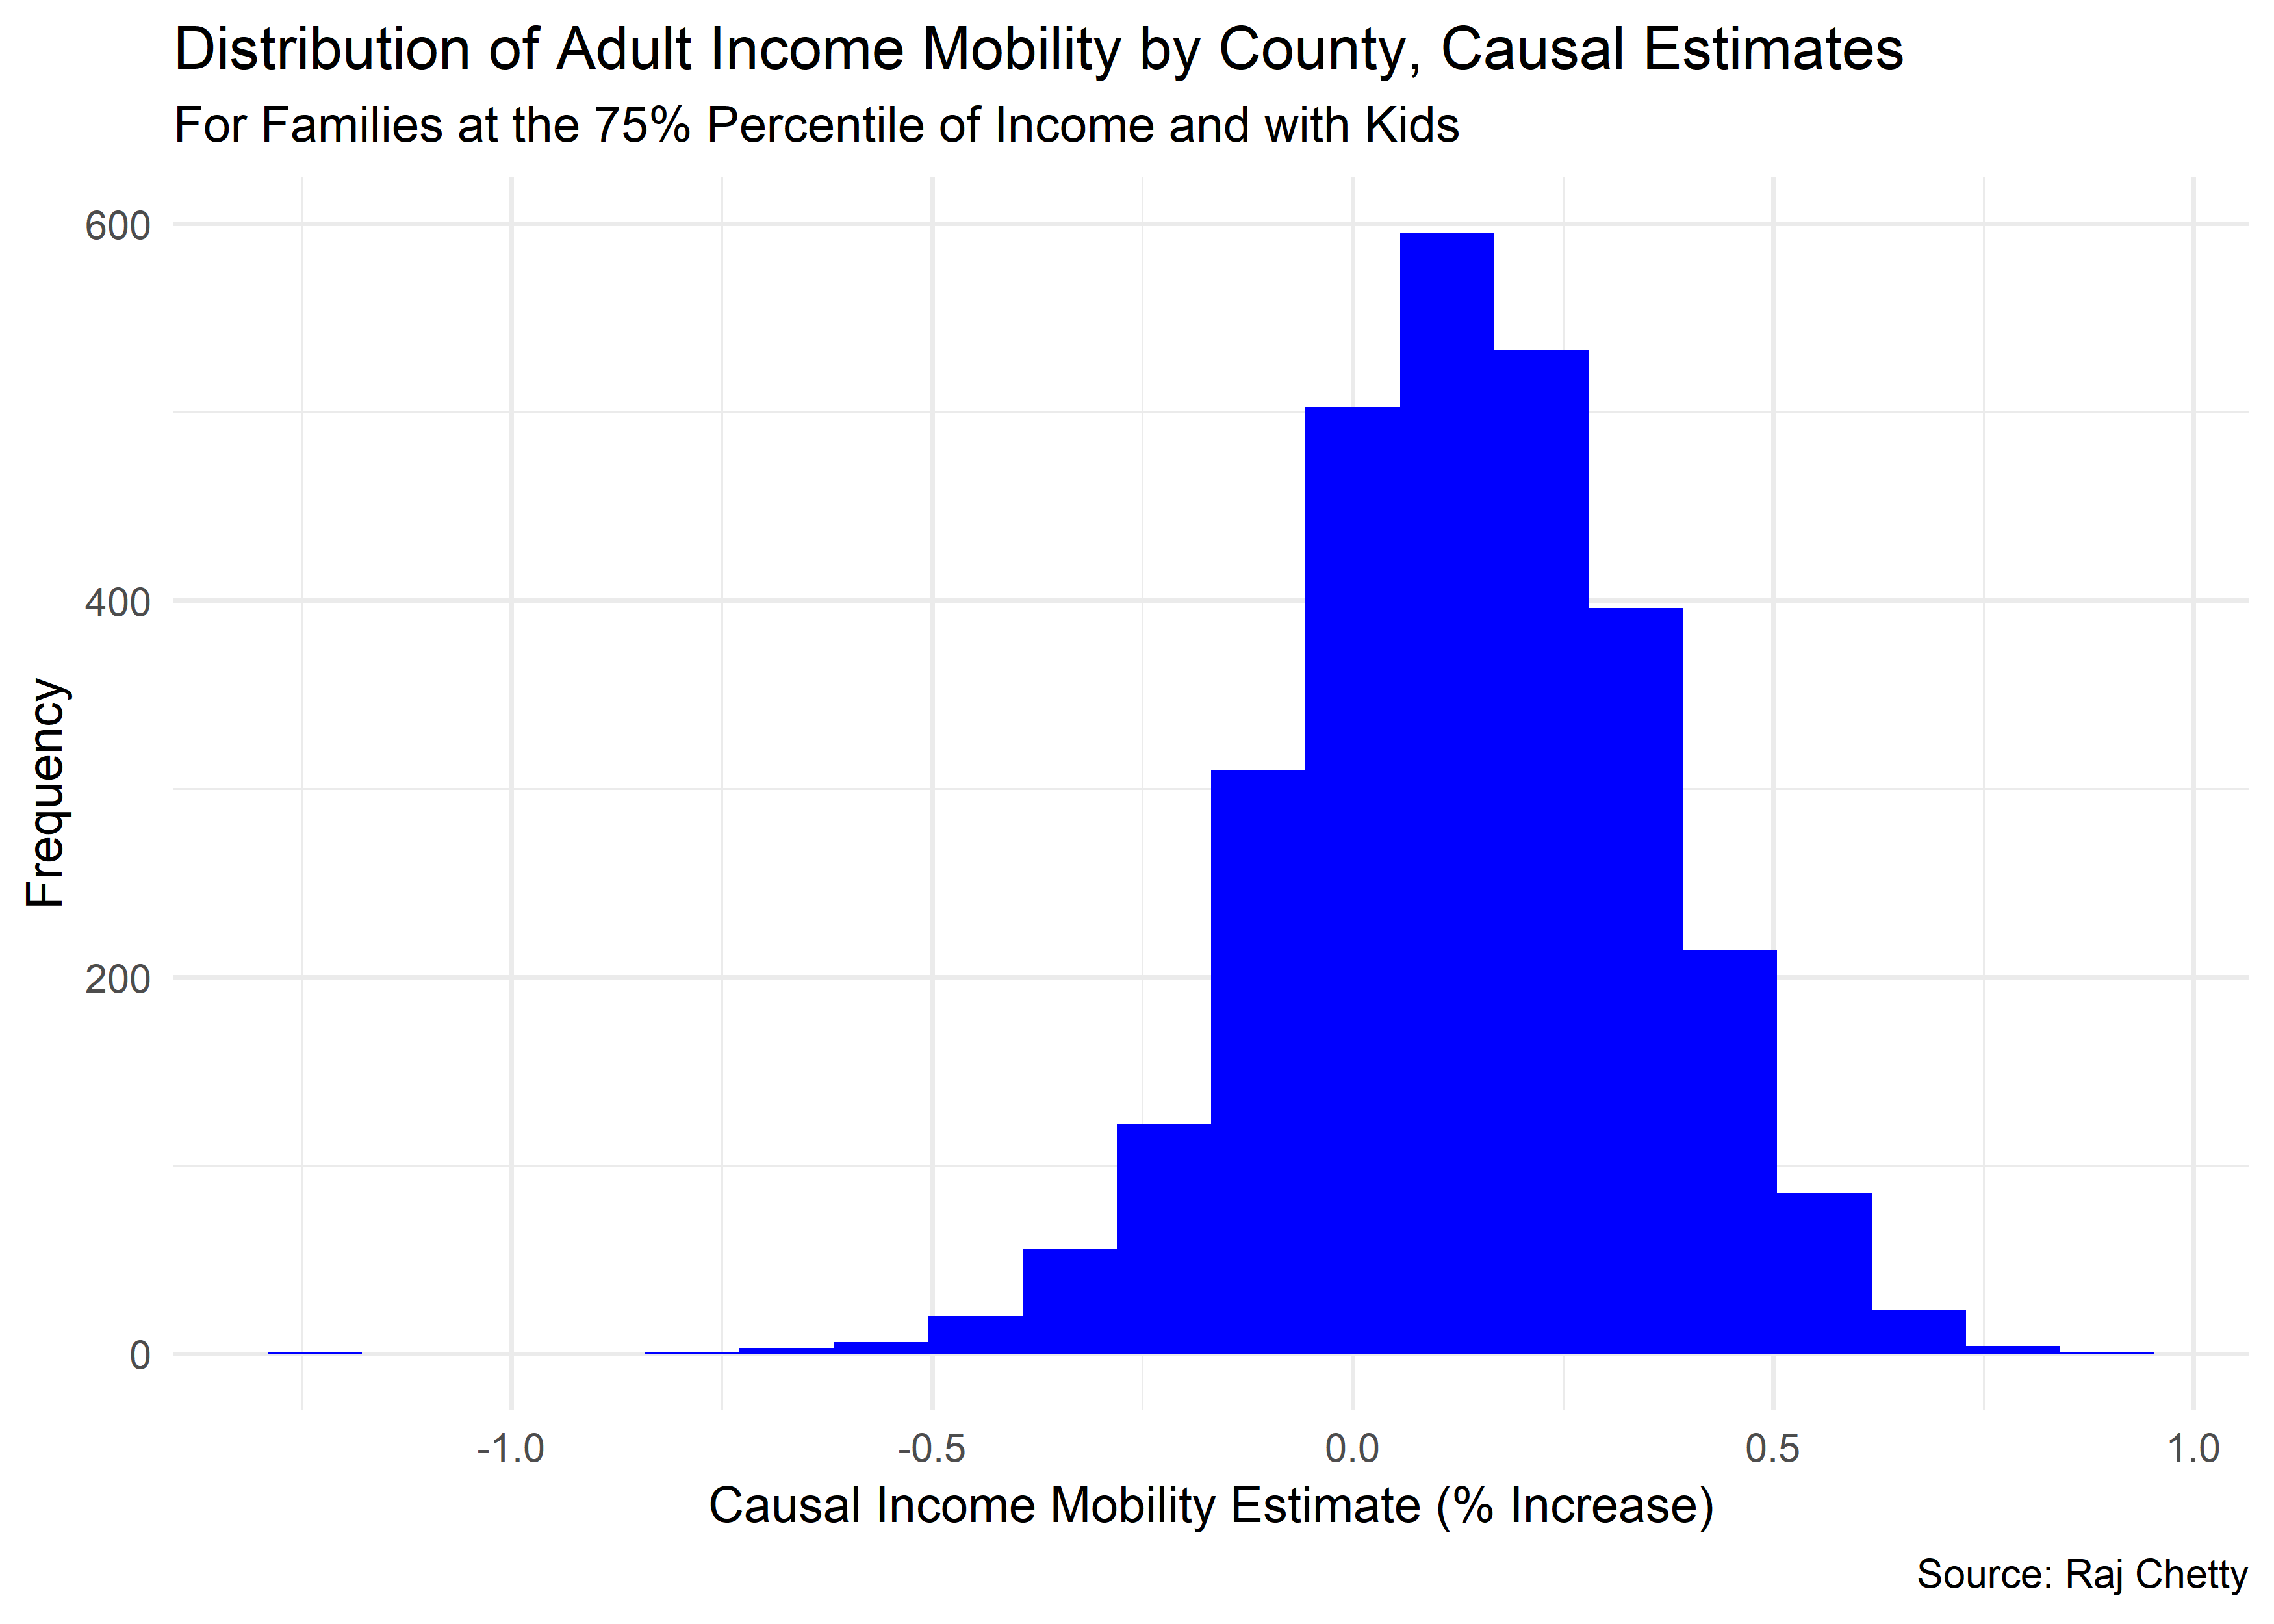 Distribution of Adult Income Mobility by County, Causal Estimates
For Families at the 75% Percentile of Income and with Kids
600
400
200
0
Frequency
-1.0 -0.5 0.0 0.5 1.0
Causal Income Mobility Estimate (% Increase)
Source: Raj Chetty